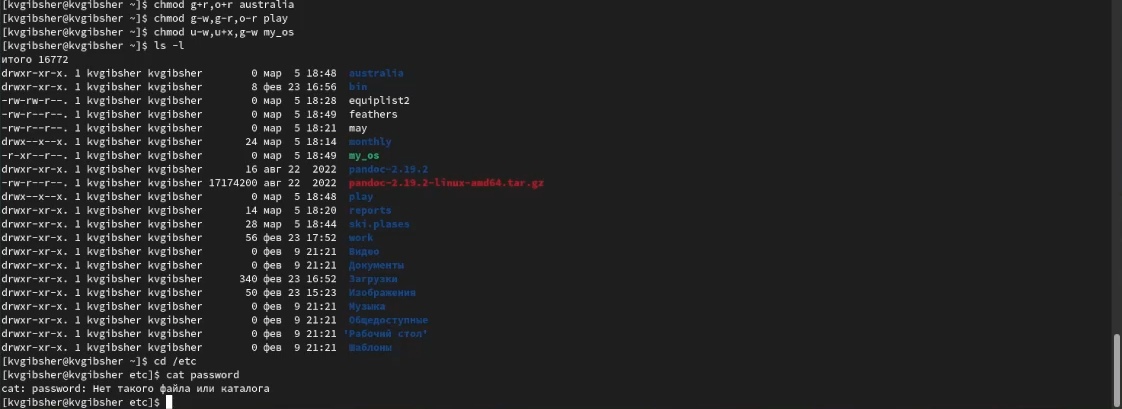 [kvgibsher@kvgibsher ~]$ chmod g+r,o+r australia
[kvgibsher@kvgibsher ~]$ chmod g-w,g-r,o-r play
[kvgibsher@kvgibsher ~]$ chmod u-w,u+x,g-w my_os
[kvgibsher@kvgibsher ~]$ ls -l
итого 16772
drwxr-xr-x. 1 kvgibsher kvgibsher        0 мар  5 18:48  australia
drwxr-xr-x. 1 kvgibsher kvgibsher        8 фев 23 16:56  bin
-rw-rw-r--. 1 kvgibsher kvgibsher        0 мар  5 18:28  equiplist2
-rw-r--r--. 1 kvgibsher kvgibsher        0 мар  5 18:49  feathers
-rw-r--r--. 1 kvgibsher kvgibsher        0 мар  5 18:21  may
drwx--x--x. 1 kvgibsher kvgibsher       24 мар  5 18:14  monthly
-r-xr--r--. 1 kvgibsher kvgibsher        0 мар  5 18:49  my_os
drwxr-xr-x. 1 kvgibsher kvgibsher       16 авг 22  2022  pandoc-2.19.2
-rw-r--r--. 1 kvgibsher kvgibsher 17174200 авг 22  2022  pandoc-2.19.2-linux-amd64.tar.gz
drwx--x--x. 1 kvgibsher kvgibsher        0 мар  5 18:48  play
drwxr-xr-x. 1 kvgibsher kvgibsher       14 мар  5 18:20  reports
drwxr-xr-x. 1 kvgibsher kvgibsher       28 мар  5 18:44  ski.plases
drwxr-xr-x. 1 kvgibsher kvgibsher       56 фев 23 17:52  work
drwxr-xr-x. 1 kvgibsher kvgibsher        0 фев  9 21:21  Видео
drwxr-xr-x. 1 kvgibsher kvgibsher        0 фев  9 21:21  Документы
drwxr-xr-x. 1 kvgibsher kvgibsher      340 фев 23 16:52  Загрузки
drwxr-xr-x. 1 kvgibsher kvgibsher       50 фев 23 15:23  Изображения
drwxr-xr-x. 1 kvgibsher kvgibsher        0 фев  9 21:21  Музыка
drwxr-xr-x. 1 kvgibsher kvgibsher        0 фев  9 21:21  Общедоступные
drwxr-xr-x. 1 kvgibsher kvgibsher        0 фев  9 21:21 'Рабочий стол'
drwxr-xr-x. 1 kvgibsher kvgibsher        0 фев  9 21:21  Шаблоны
[kvgibsher@kvgibsher ~]$ cd /etc
[kvgibsher@kvgibsher etc]$ cat password
cat: password: Нет такого файла или каталога
[kvgibsher@kvgibsher etc]$